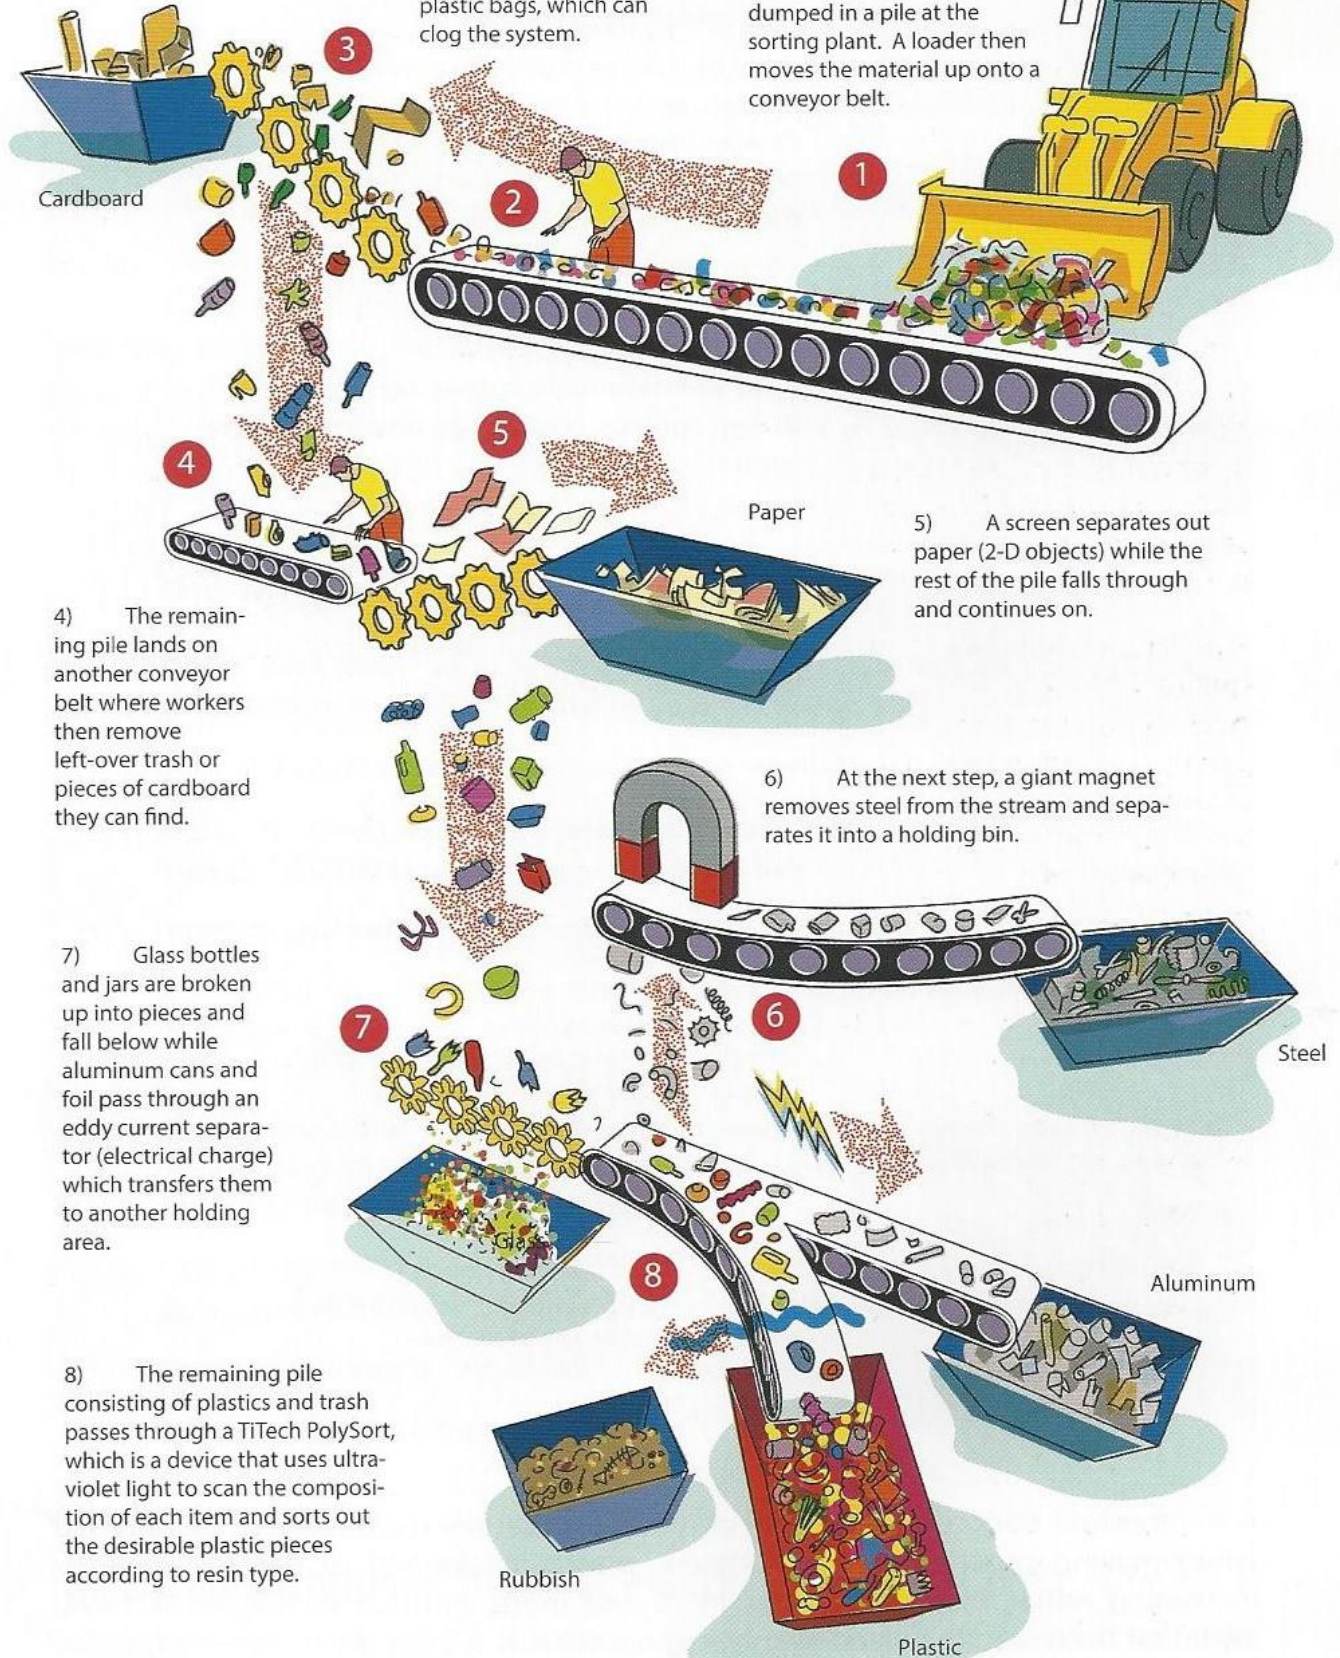 plastic bags, which can
clog the system.
dumped in a pile at the
sorting plant. A loader then
moves the material up onto a
conveyor belt.
3
1
2
Cardboard
5
4
Paper
5) A screen separates out
paper (2-D objects) while the
rest of the pile falls through
and continues on.
4) The remain-
ing pile lands on
another conveyor
belt where workers
then remove
left-over trash or
pieces of cardboard
they can find.
6) At the next step, a giant magnet
removes steel from the stream and sepa-
rates it into a holding bin.
7) Glass bottles
and jars are broken
up into pieces and
fall below while
aluminum cans and
foil pass through an
eddy current separa-
tor (electrical charge)
which transfers them
to another holding
area.
7
6
Steel
Glass
8
Aluminum
8) The remaining pile
consisting of plastics and trash
passes through a TiTech PolySort,
which is a device that uses ultra-
violet light to scan the composi-
tion of each item and sorts out
the desirable plastic pieces
according to resin type.
Rubbish
Plastic